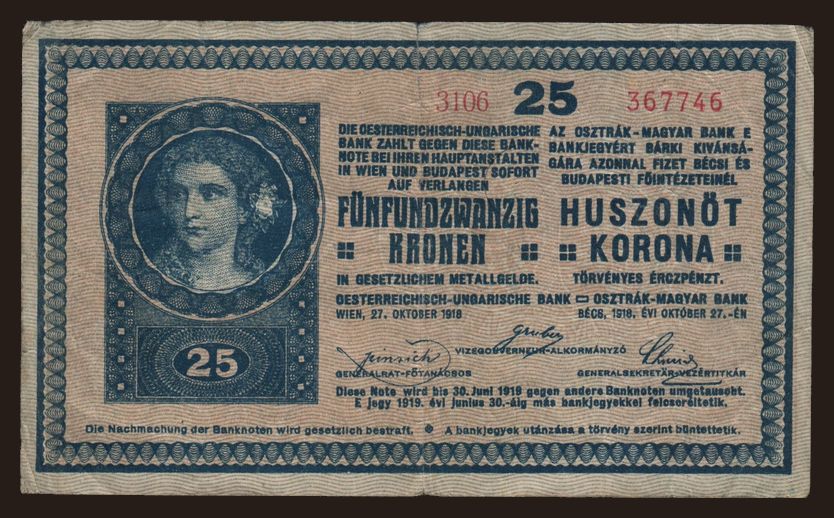 3106 25 367746
DIE OESTERREICHISCH-UNGARISCHE
BANK ZAHLT GEGEN DIESE BANK-
NOTE BEI IHREN HAUPTANSTALTEN
IN WIEN UND BUDAPEST SOFORT
AUF VERLANGEN
FÜNFUNDZWANZIG
KRONEN
IN GESETZLICHEM METALLGELDE.
AZ OSZTRÁK-MAGYAR BANK E
BANKJEGYÉRT BÁRKI KIVÁNSÁ-
GÁRA AZONNAL FIZET BÉCSI ÉS
BUDAPESTI FŐINTÉZETEINÉL
HUSZONÖT
KORONA
TÖRVÉNYES ÉRCZPÉNZT.
OESTERREICHISCH-UNGARISCHE BANK
OSZTRÁK-MAGYAR BANK
WIEN, 27. OKTOBER 1918
BÉCS, 1918. ÉVI OKTÓBER 27.-ÉN
Gruber
VIZEGOUVERNEUR-ALKORMÁNYZÓ
GENERALRAT-FŐTANÁCSOS
GENERALSEKRETÄR-VEZÉRTITKÁR
25
Diese Note wird bis 30. Juni 1919 gegen andere Banknoten umgetauscht.
E jegy 1919. évi junius 30.-áig más bankjegyekkel felcseréltetik.
Die Nachmachung der Banknoten wird gesetzlich bestraft. A bankjegyek utánzása a törvény szerint büntettetik.